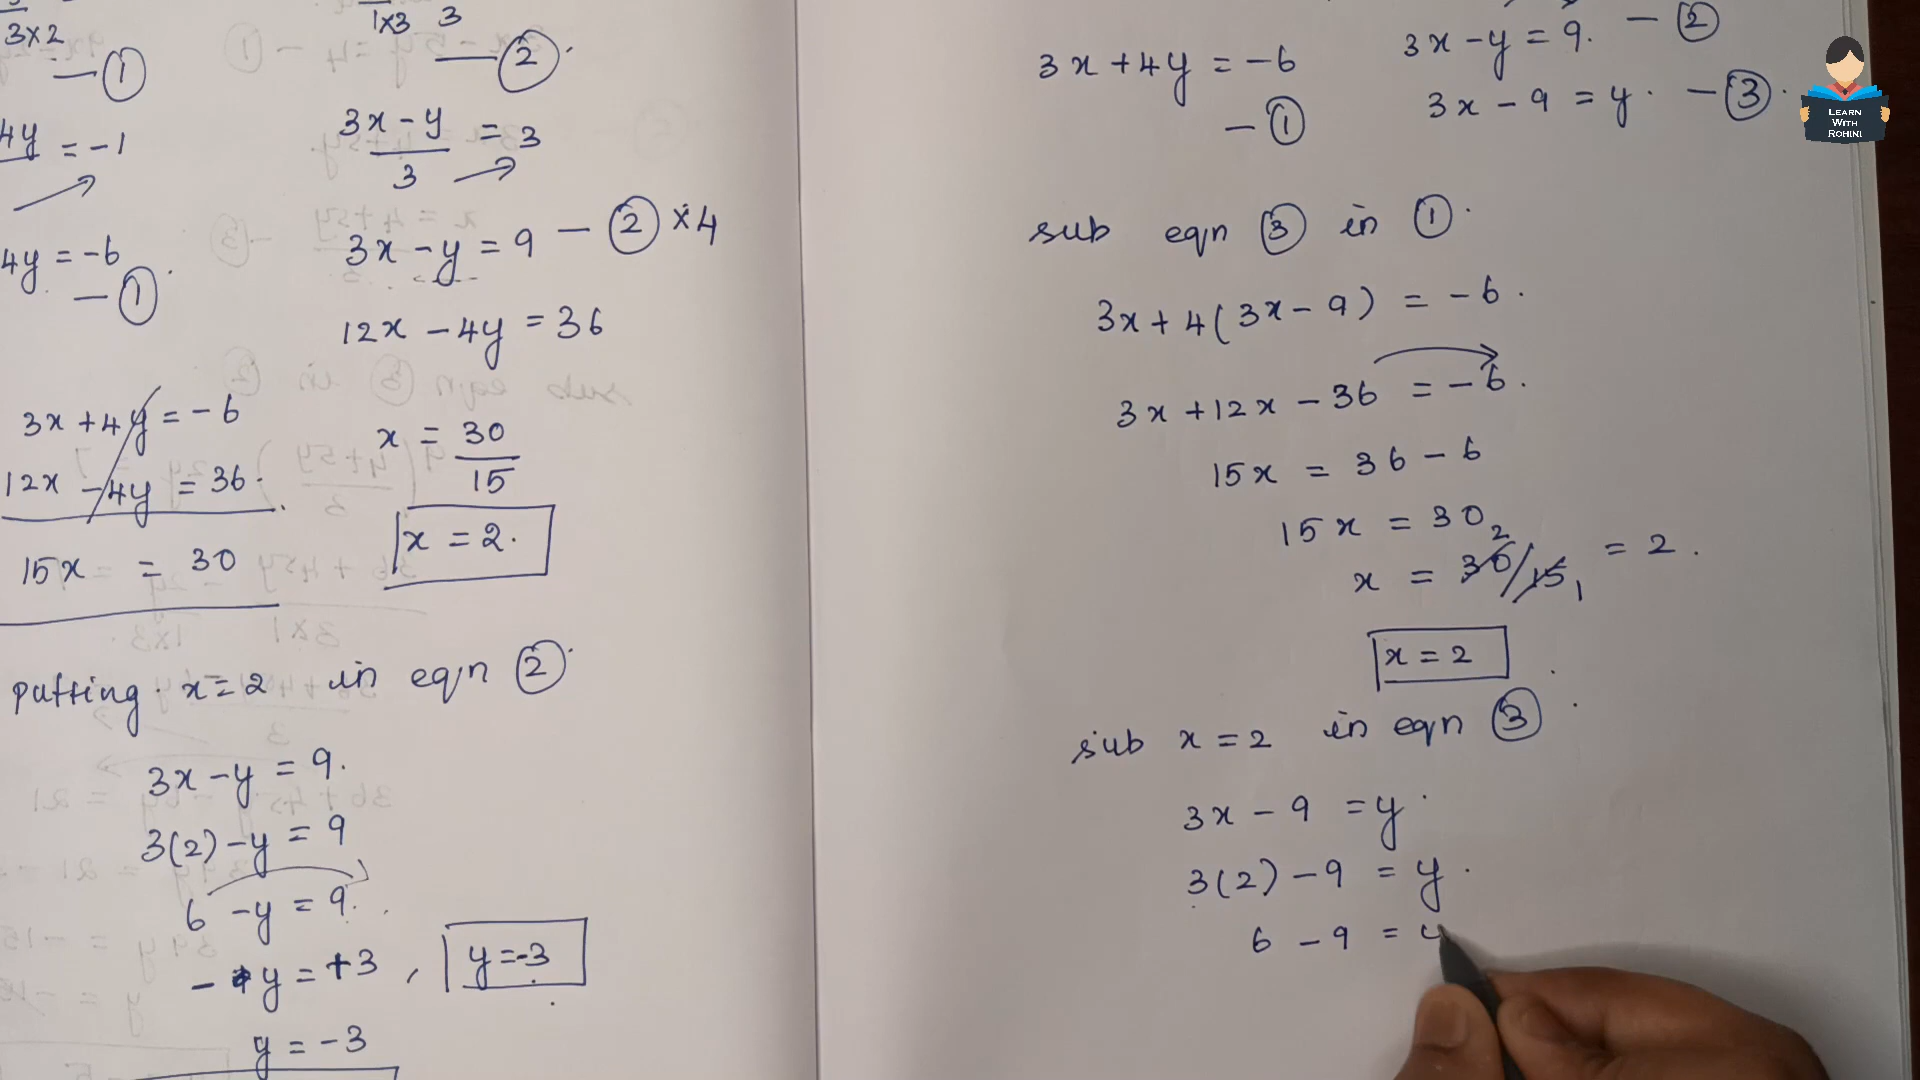 3x2
— ①
4y = -1
4y = -6
— ①
3x + 4y = -6
12x - 4y = 36.
15x = 30
1x3 3
— ②.
3x - y = 3
3
3x - y = 9 — ② x4
12x - 4y = 36
x = 30
15
x = 2.
putting x = 2 in eqn ②.
3x - y = 9.
3(2) - y = 9
6 - y = 9.
- y = +3 , y = -3
y = -3
3x + 4y = -6
— ①
3x - y = 9. — ②
3x - 9 = y. — ③.
sub eqn ③ in ①.
3x + 4(3x - 9) = -6.
3x + 12x - 36 = -6.
15x = 36 - 6
15x = 30
x = 30 2/15 1 = 2.
x = 2
sub x = 2 in eqn ③.
3x - 9 = y.
3(2) - 9 = y.
6 - 9 = y
LEARN
WITH
ROHINI